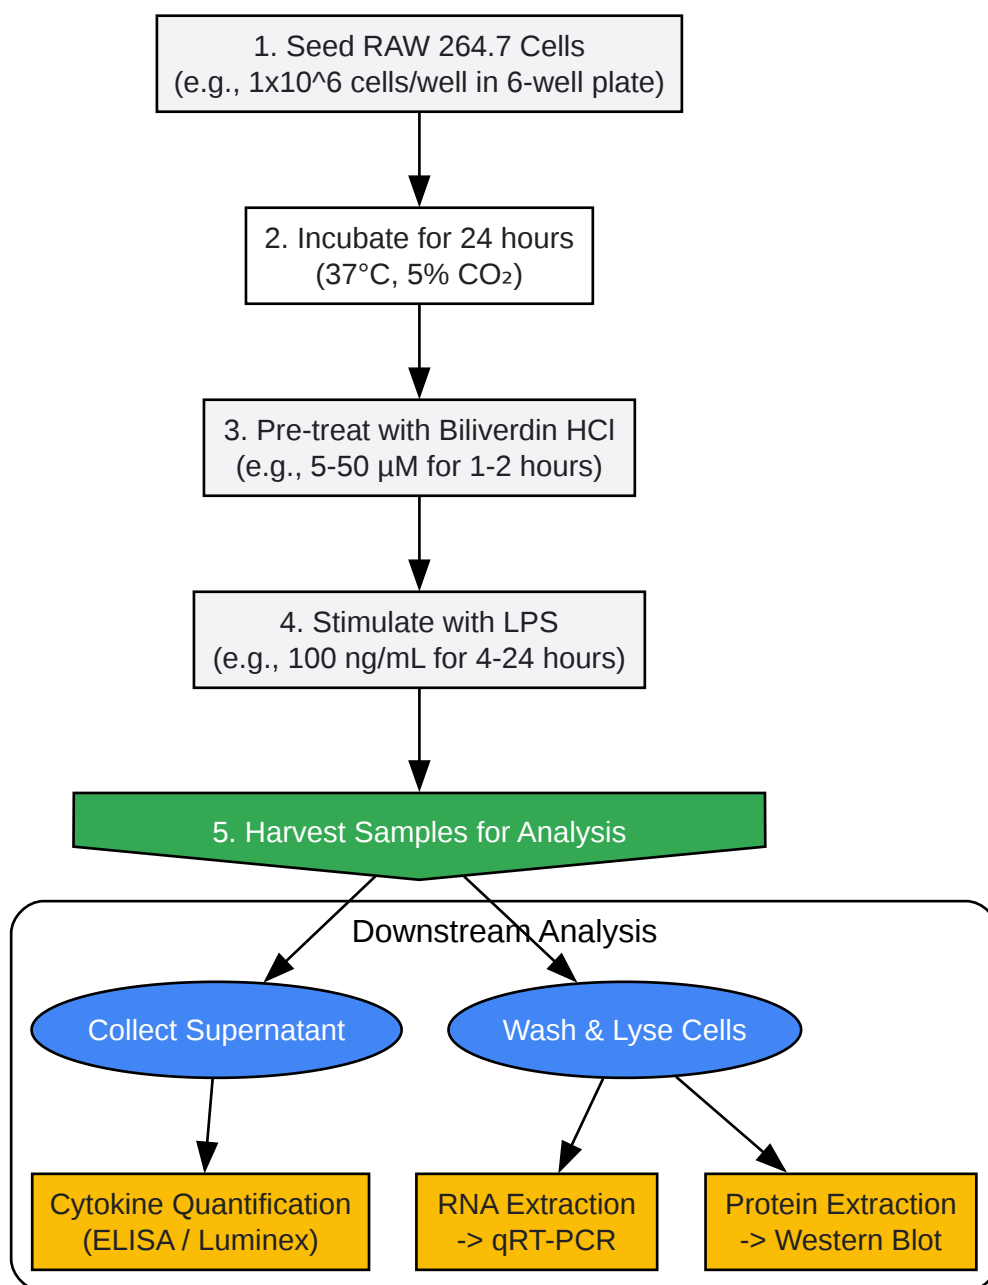 1. Seed RAW 264.7 Cells
(e.g., 1x10^6 cells/well in 6-well plate)
2. Incubate for 24 hours
(37°C, 5% CO₂)
3. Pre-treat with Biliverdin HCl
(e.g., 5-50 µM for 1-2 hours)
4. Stimulate with LPS
(e.g., 100 ng/mL for 4-24 hours)
5. Harvest Samples for Analysis
Downstream Analysis
Collect Supernatant
Wash & Lyse Cells
Cytokine Quantification
(ELISA / Luminex)
RNA Extraction
-> qRT-PCR
Protein Extraction
-> Western Blot